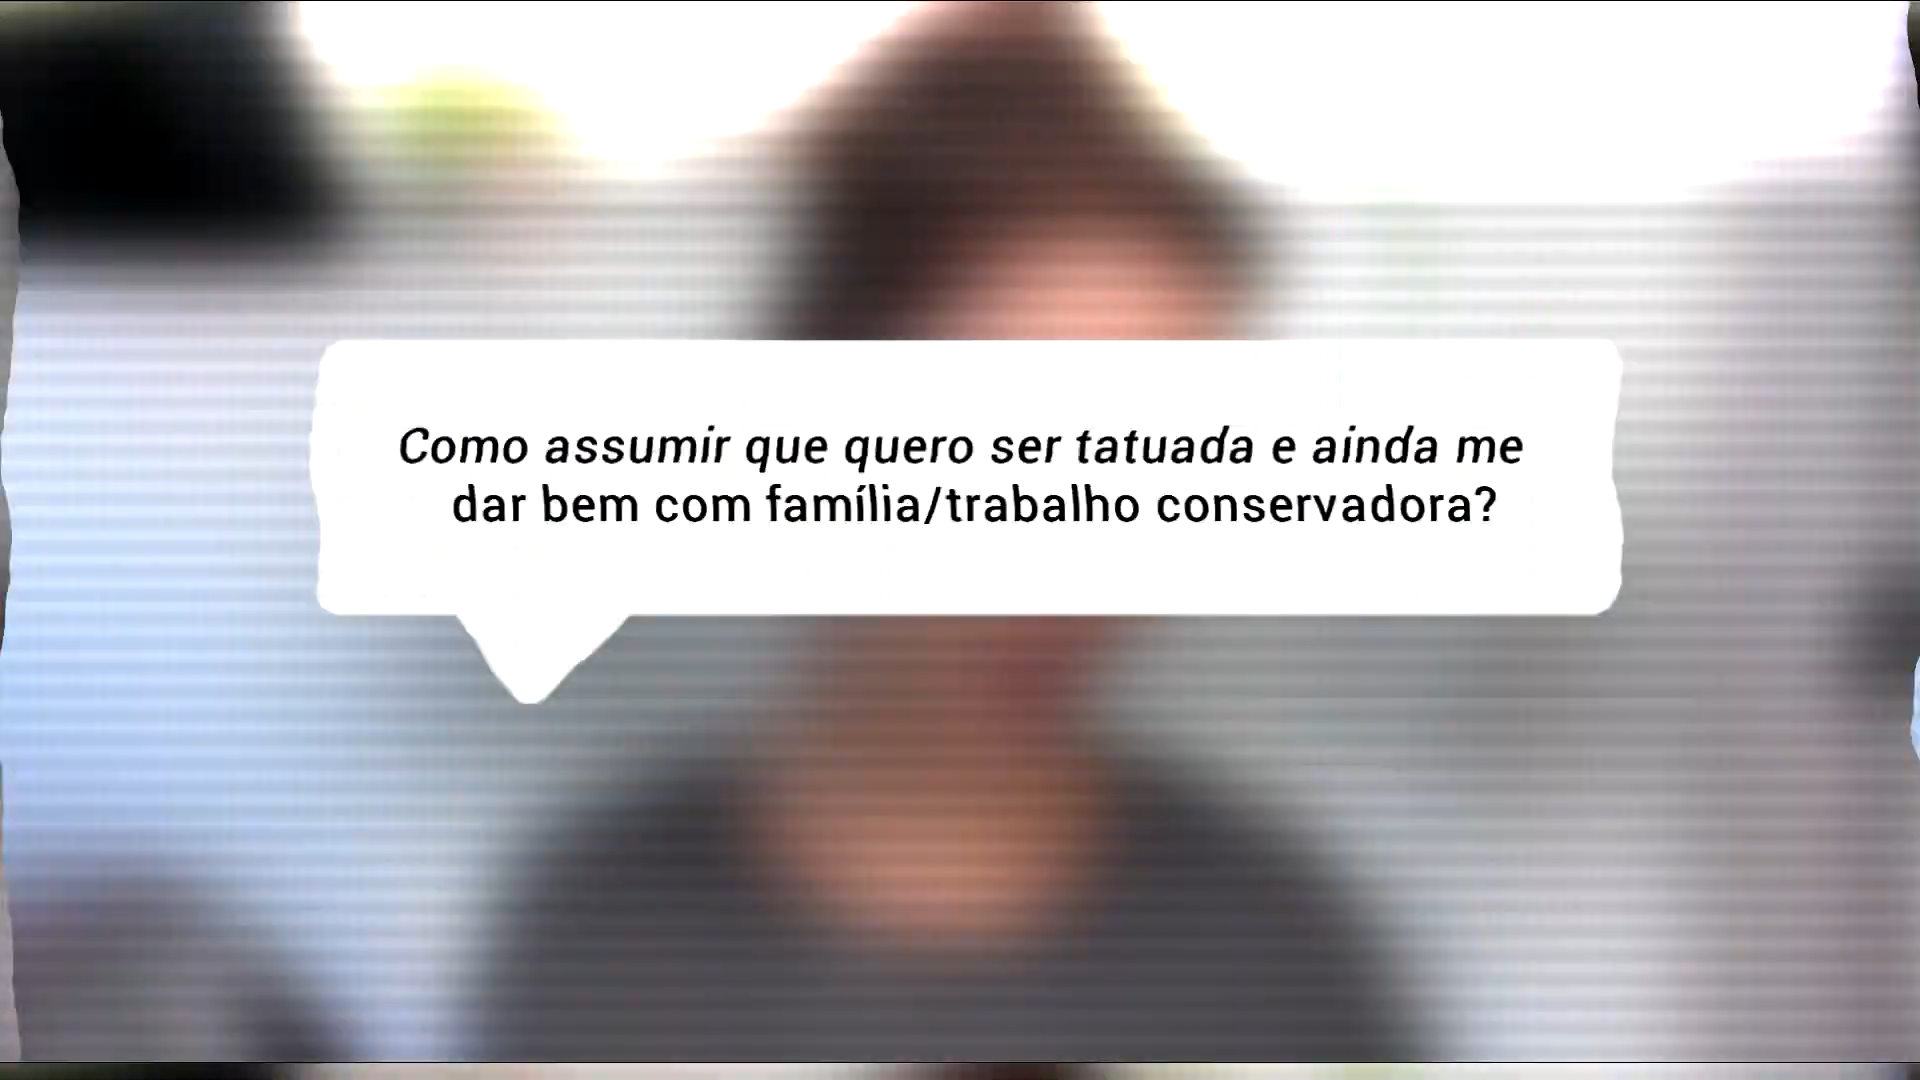 Como assumir que quero ser tatuada e ainda me
dar bem com família/trabalho conservadora?